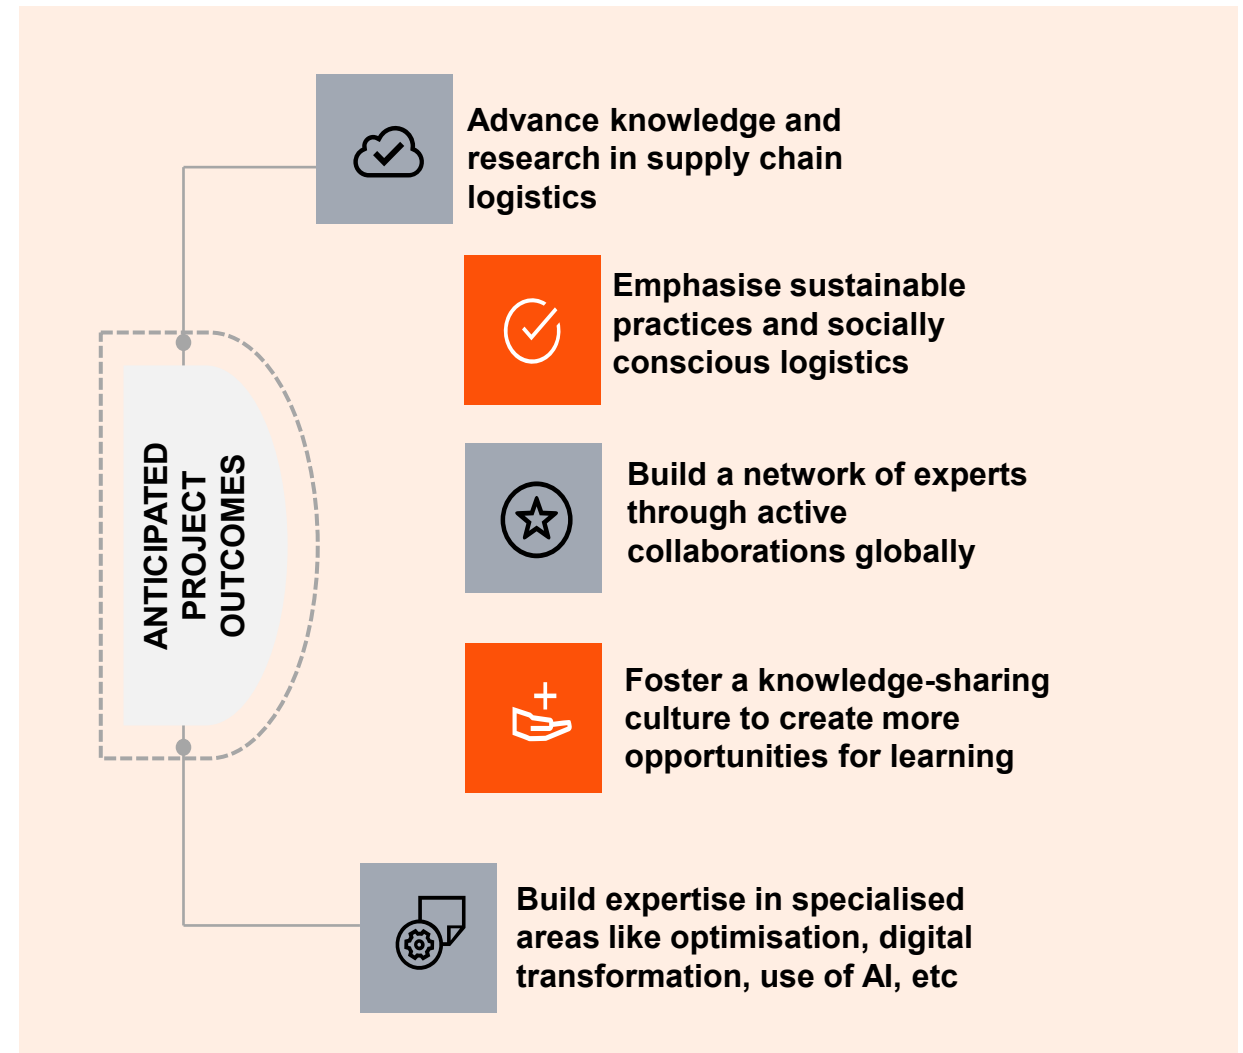 Advance knowledge and
research in supply chain
logistics
Emphasise sustainable
practices and socially
conscious logistics
ANTICIPATED
PROJECT
OUTCOMES
Build a network of experts
through active
collaborations globally
Foster a knowledge-sharing
culture to create more
opportunities for learning
Build expertise in specialised
areas like optimisation, digital
transformation, use of AI, etc